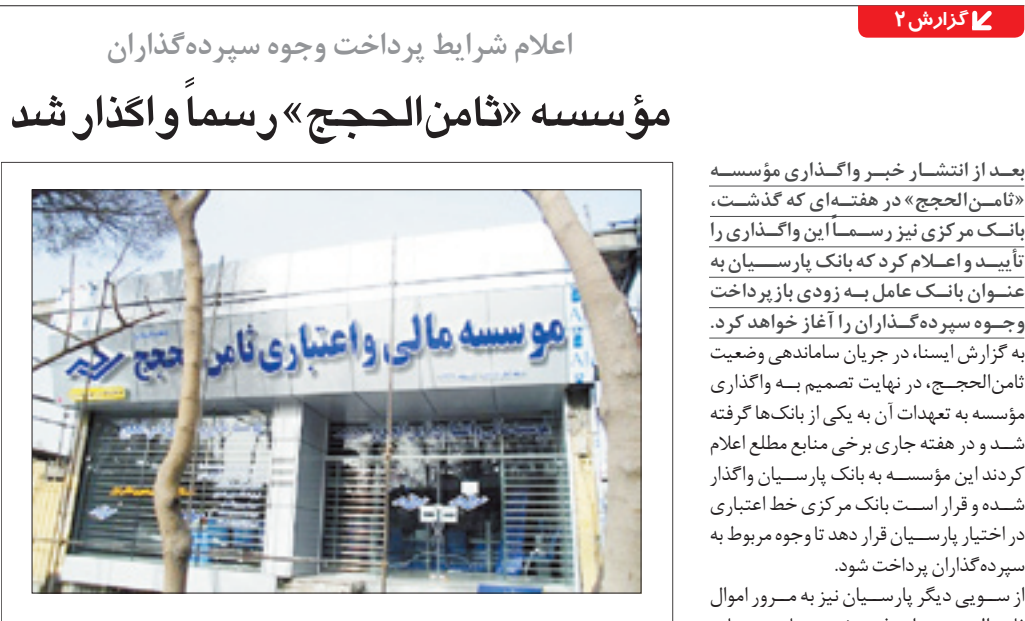 گزارش ۲
اعلام شرایط پرداخت وجوه سپرده‌گذاران
مؤسسه «ثامن‌الحجج» رسماً واگذار شد
بعد از انتشار خبر واگذاری مؤسسه
«ثامن‌الحجج» در هفته‌ای که گذشت،
بانک مرکزی نیز رسماً این واگذاری را
تأیید و اعلام کرد که بانک پارسیان به
عنوان بانک عامل به زودی بازپرداخت
وجوه سپرده‌گذاران را آغاز خواهد کرد.
به گزارش ایسنا، در جریان ساماندهی وضعیت
ثامن‌الحجج، در نهایت تصمیم به واگذاری
مؤسسه به تعهدات آن به یکی از بانک‌ها گرفته
شد و در هفته جاری برخی منابع مطلع اعلام
کردند این مؤسسه به بانک پارسیان واگذار
شده و قرار است بانک مرکزی خط اعتباری
در اختیار پارسیان قرار دهد تا وجوه مربوط به
سپرده‌گذاران پرداخت شود.
از سویی دیگر پارسیان نیز به مرور اموال
موسسه مالی و اعتباری ثامن الحجج